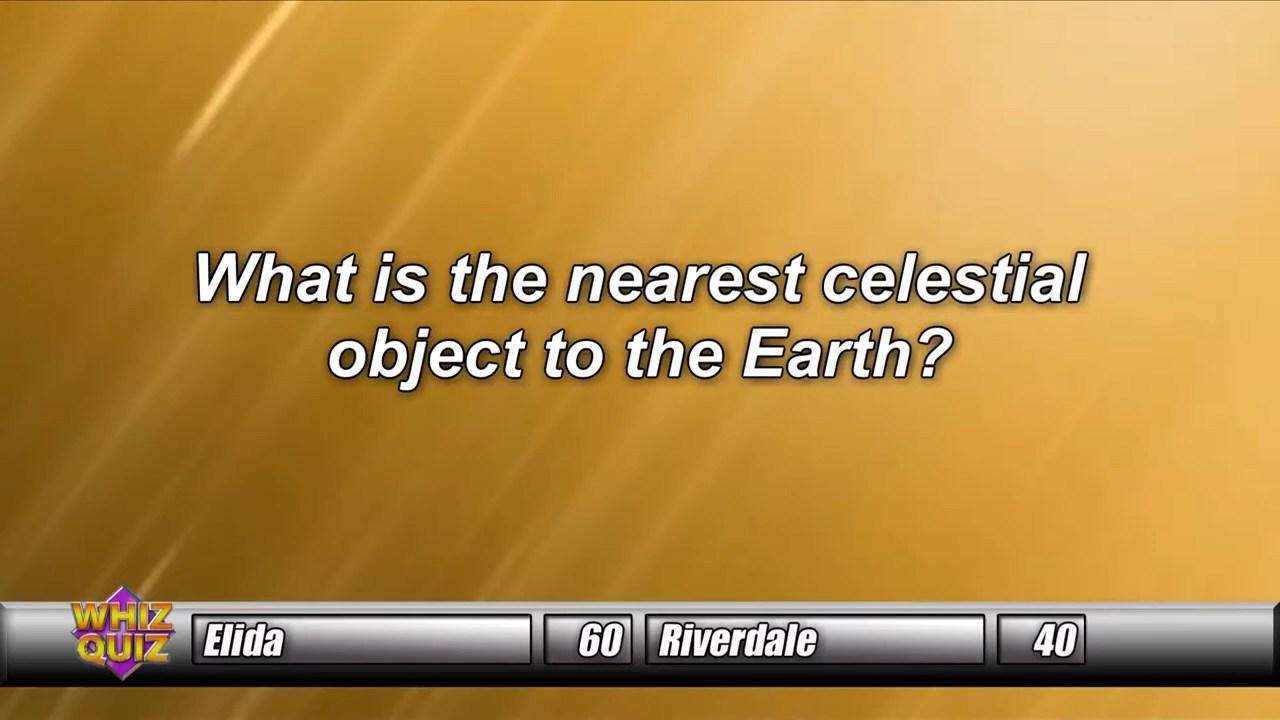 What is the nearest celestial
object to the Earth?
WHIZ
QUIZ
Elida 60 Riverdale 40